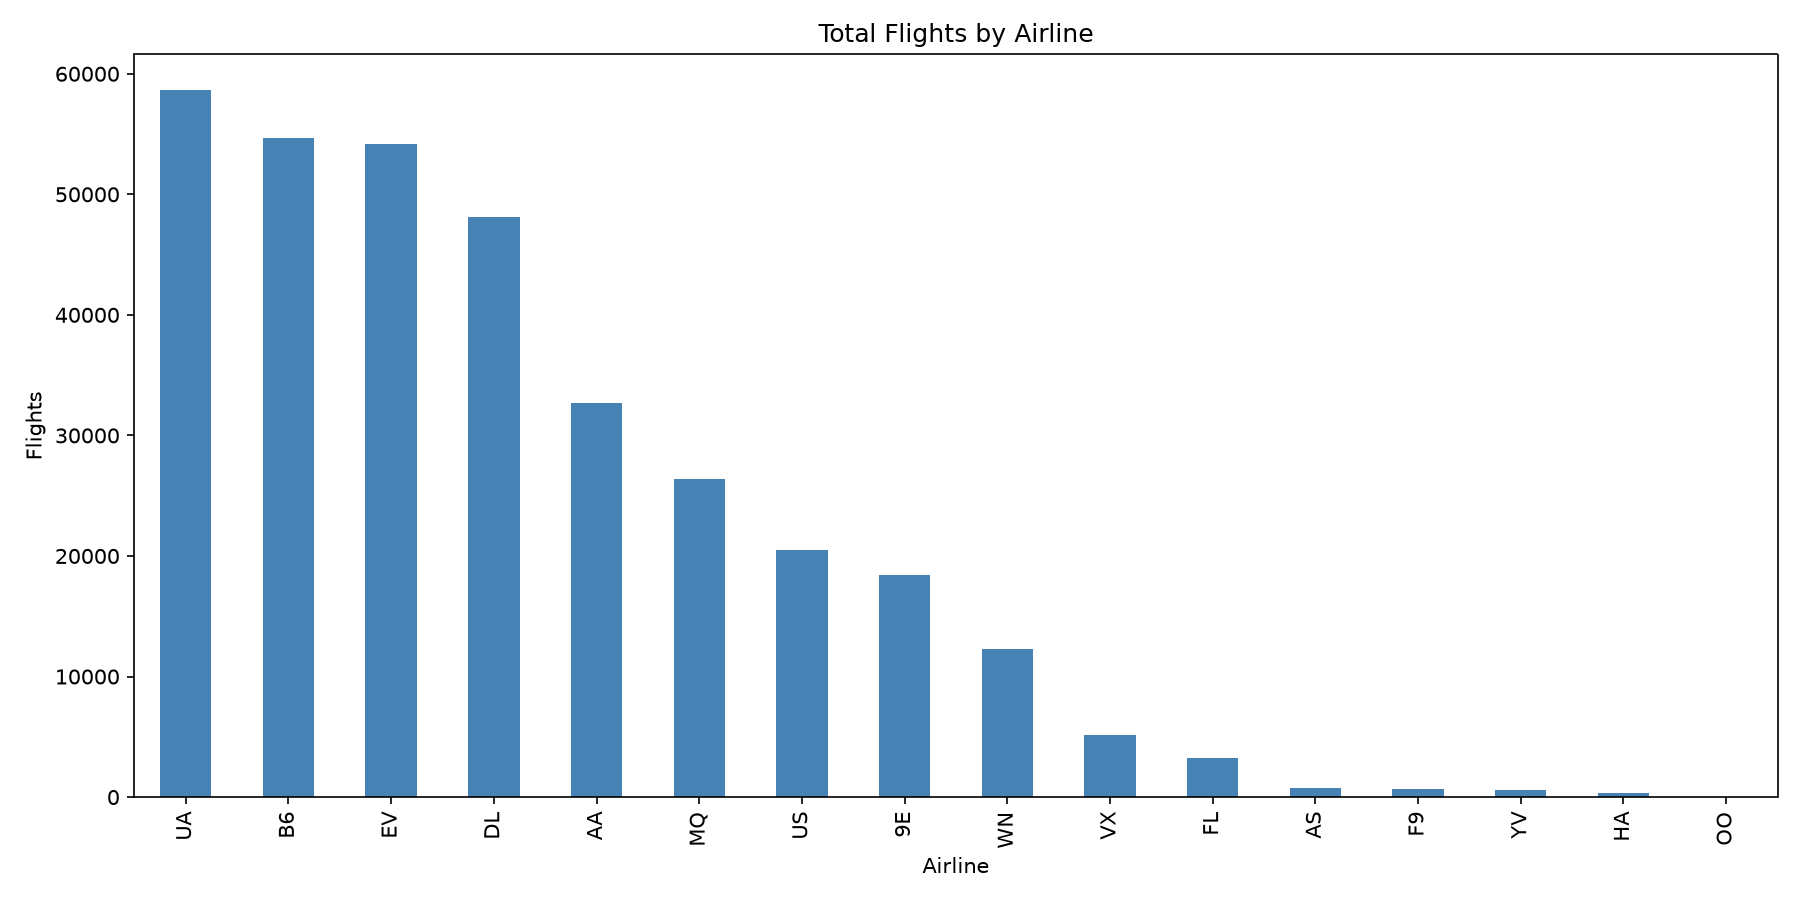 Total Flights by Airline
Flights
60000
50000
40000
30000
20000
10000
0
UA B6 EV DL AA MQ US 9E WN VX FL AS F9 YV HA OO
Airline